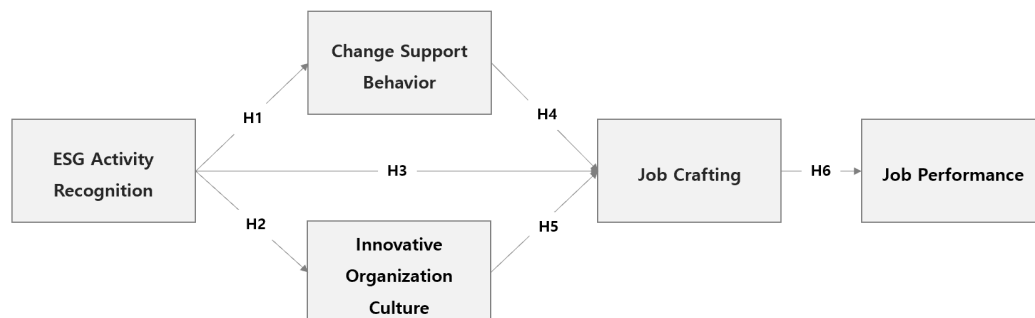 Change Support
Behavior
H1
H4
ESG Activity
Recognition
H3
Job Crafting
H6
Job Performance
H2
H5
Innovative
Organization
Culture